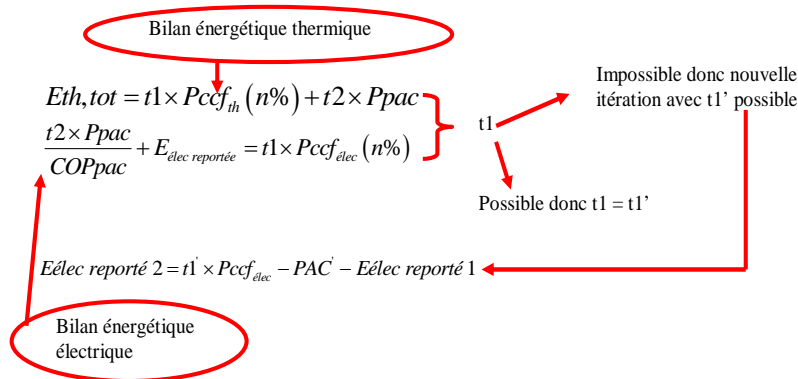 Bilan énergétique thermique
Eth,tot = t1 × Pccf_th (n%) + t2 × Ppac
t2 × Ppac / COPpac + E_élec reportée = t1 × Pccf_élec (n%)
t1
Impossible donc nouvelle
itération avec t1’ possible
Possible donc t1 = t1’
Eélec reporté 2 = t1' × Pccf_élec − PAC' − Eélec reporté 1
Bilan énergétique
électrique